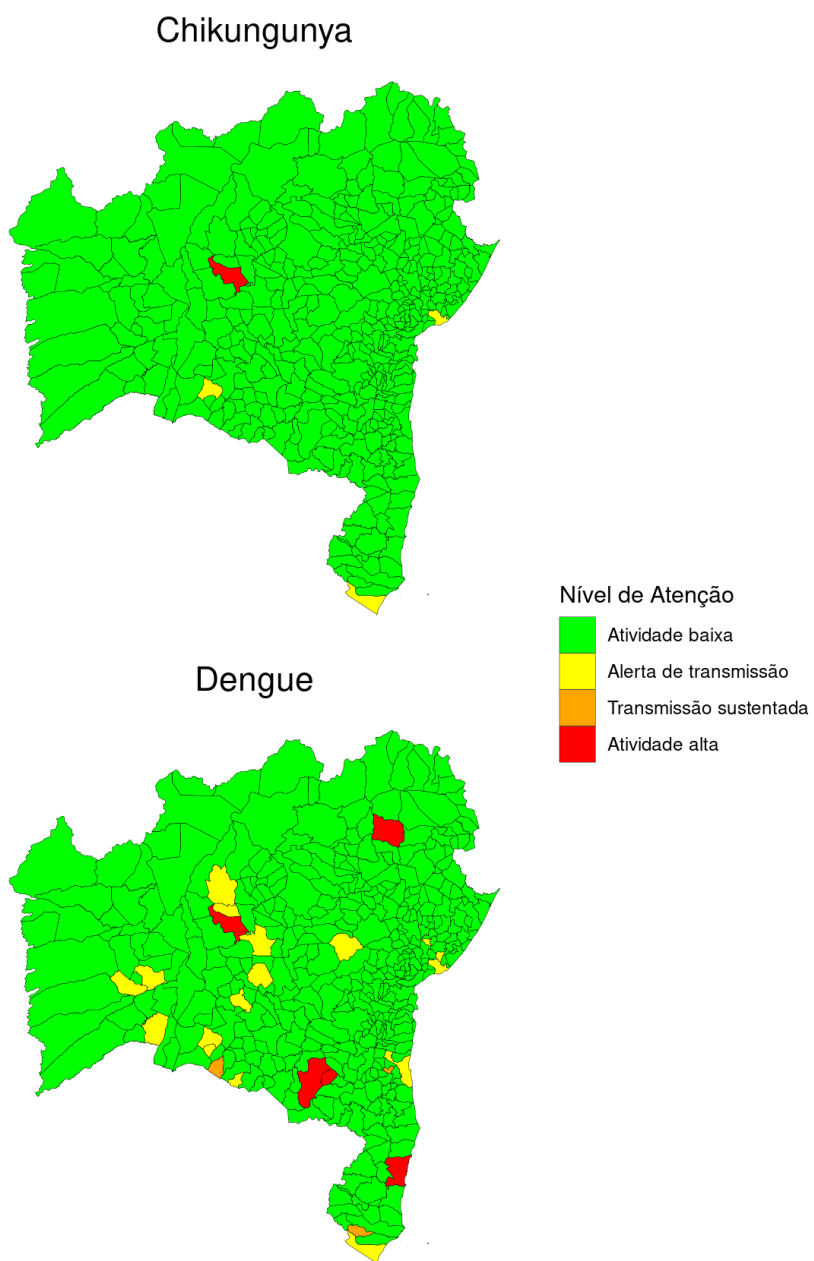 Chikungunya
Nível de Atenção
Atividade baixa
Alerta de transmissão
Transmissão sustentada
Atividade alta
Dengue